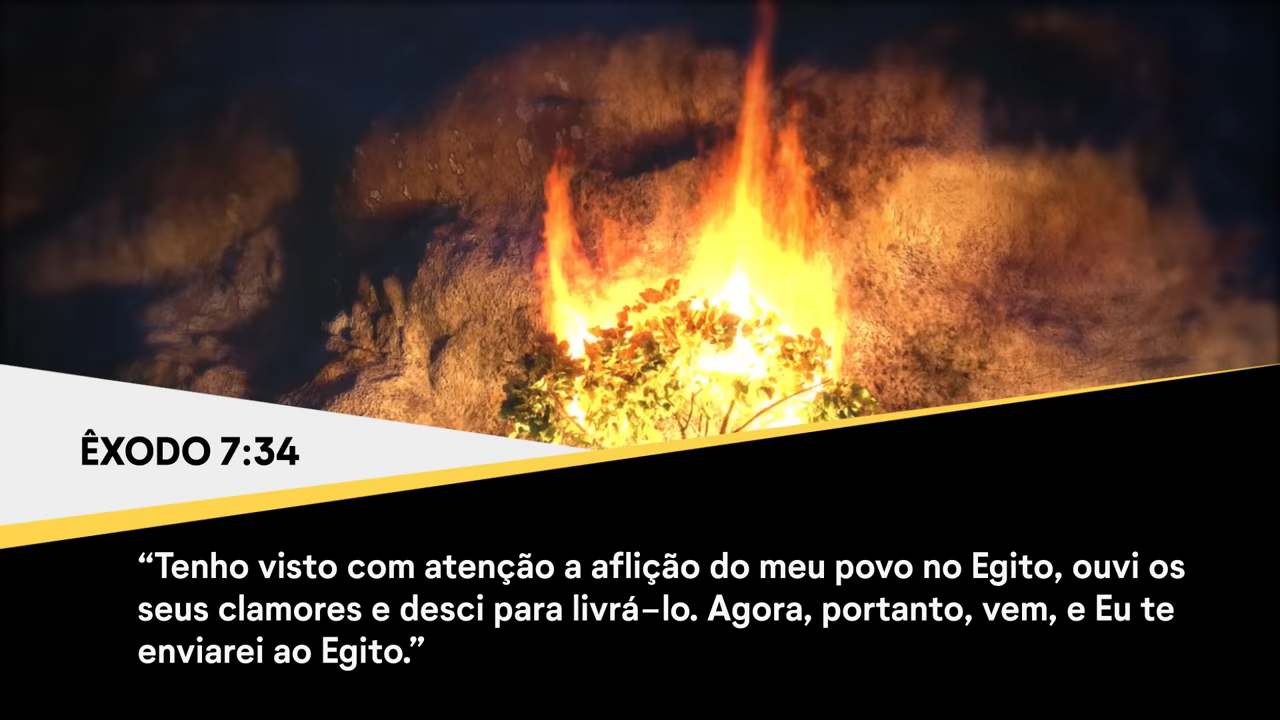 ÊXODO 7:34
“Tenho visto com atenção a aflição do meu povo no Egito, ouvi os
seus clamores e desci para livrá-lo. Agora, portanto, vem, e Eu te
enviarei ao Egito.”